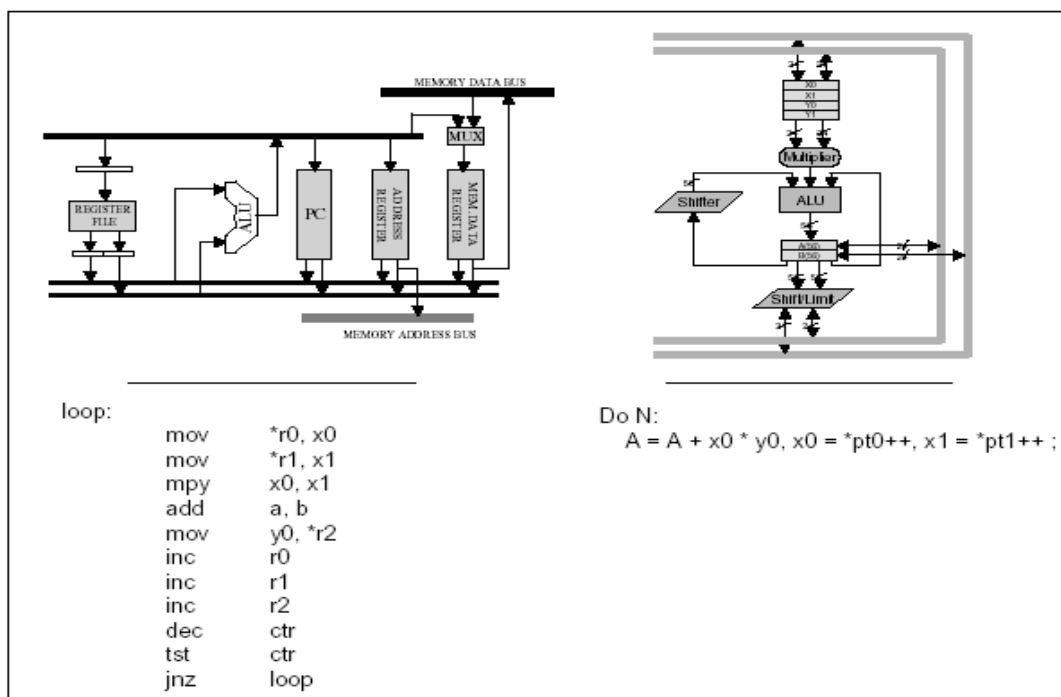 MEMORY DATA BUS
MUX
REGISTER
FILE
ALU
PC
ADDRESS
REGISTER
MEM. DATA
REGISTER
MEMORY ADDRESS BUS
X0
X1
Y0
Y1
Multiplier
Shifter
ALU
A(56)
B(56)
Shift/Limit
loop:
mov *r0, x0
mov *r1, x1
mpy x0, x1
add a, b
mov y0, *r2
inc r0
inc r1
inc r2
dec ctr
tst ctr
jnz loop
Do N:
A = A + x0 * y0, x0 = *pt0++, x1 = *pt1++ ;